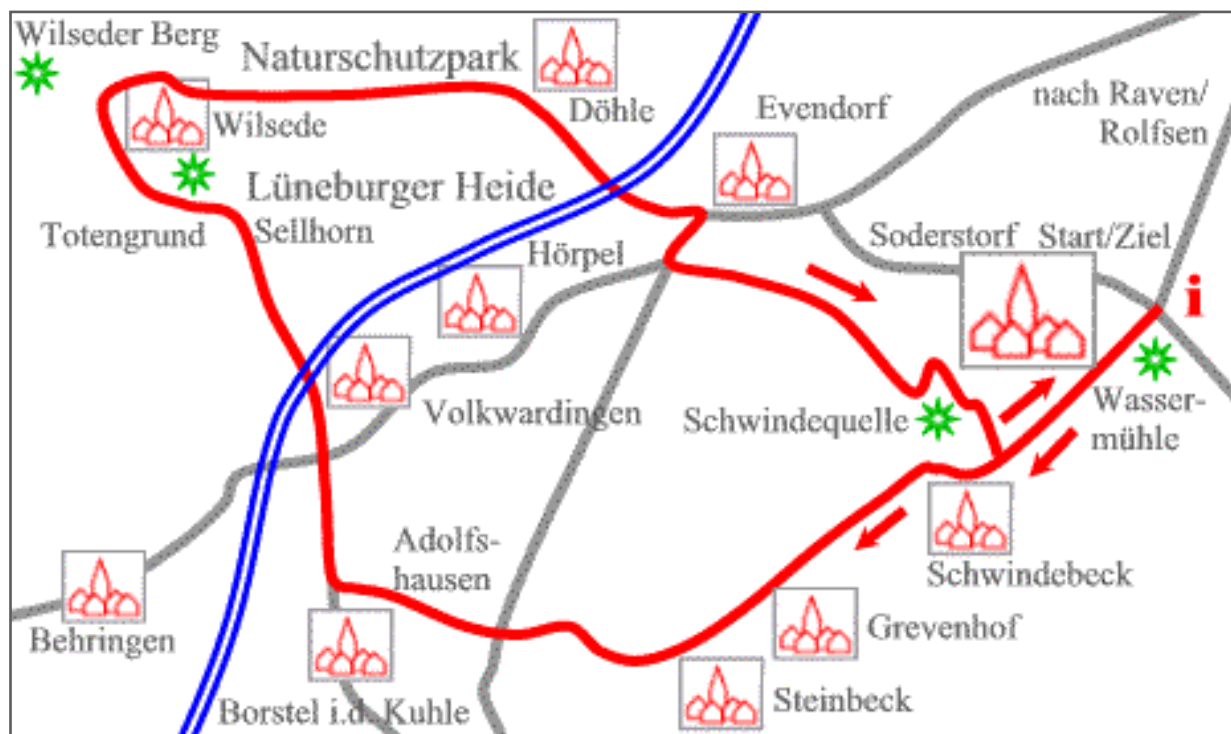 Wilseder Berg
Naturschutzpark
Döhle
Evendorf
nach Raven/
Rolfsen
Wilsede
Lüneburger Heide
Totengrund
Sellhorn
Hörpel
Soderstorf
Start/Ziel
i
Volkwardingen
Schwindequelle
Wasser-
mühle
Adolfs-
hausen
Schwindebeck
Behringen
Grevenhof
Steinbeck
Borstel i.d. Kuhle